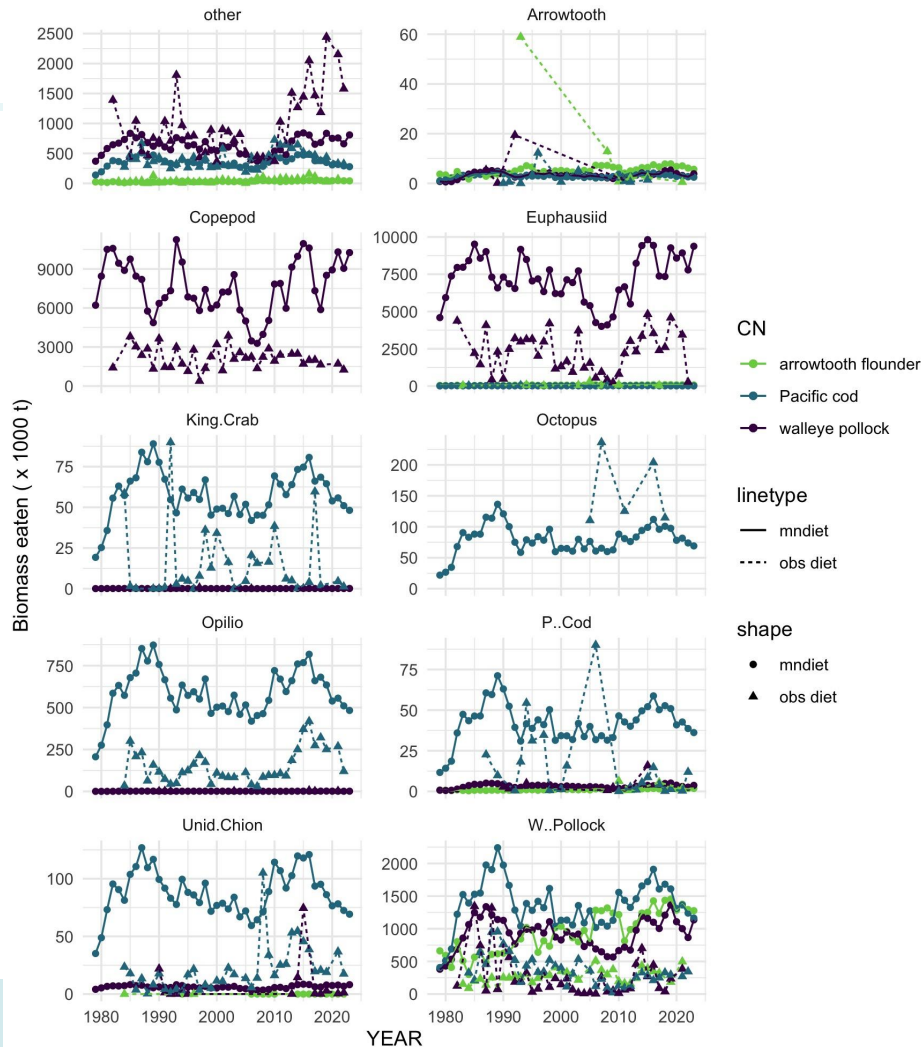 other
Arrowtooth
2500
2000
1500
1000
500
0
60
40
20
0
Copepod
Euphausiid
9000
6000
3000
0
10000
7500
5000
2500
0
King.Crab
Octopus
75
50
25
0
200
150
100
50
0
Opilio
P..Cod
750
500
250
0
75
50
25
0
Unid.Chion
W..Pollock
100
50
0
2000
1500
1000
500
0
1980 1990 2000 2010 2020
1980 1990 2000 2010 2020
YEAR
Biomass eaten ( x 1000 t)
CN
arrowtooth flounder
Pacific cod
walleye pollock
linetype
mndiet
obs diet
shape
mndiet
obs diet